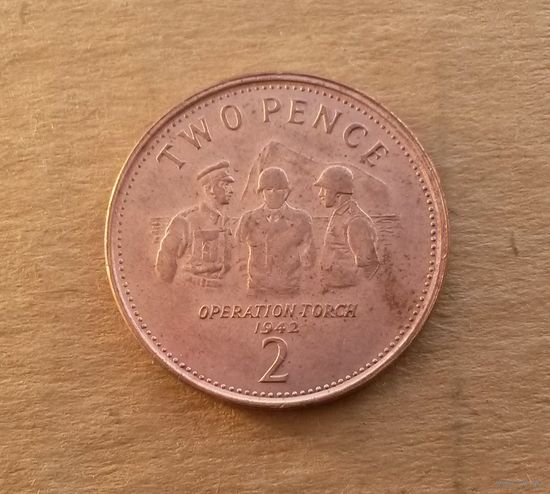 TWO·PENCE
OPERATION·TORCH
1942
2